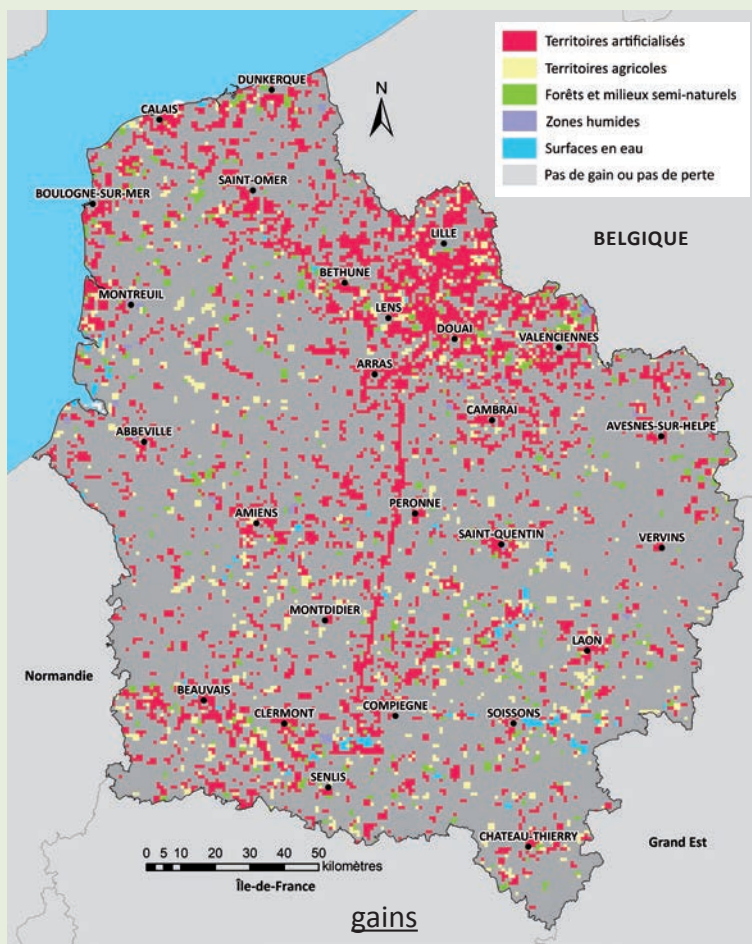 Territoires artificialisés
Territoires agricoles
Forêts et milieux semi-naturels
Zones humides
Surfaces en eau
Pas de gain ou pas de perte
N
DUNKERQUE
CALAIS
SAINT-OMER
BOULOGNE-SUR-MER
LILLE
BELGIQUE
BETHUNE
MONTREUIL
LENS
DOUAI
VALENCIENNES
ARRAS
CAMBRAI
ABBEVILLE
AVESNES-SUR-HELPE
AMIENS
PERONNE
SAINT-QUENTIN
VERVINS
MONTDIDIER
LAON
Normandie
BEAUVAIS
CLERMONT
COMPIEGNE
SOISSONS
SENLIS
CHATEAU-THIERRY
Grand Est
0 5 10 20 30 40 50
kilomètres
Île-de-France
gains